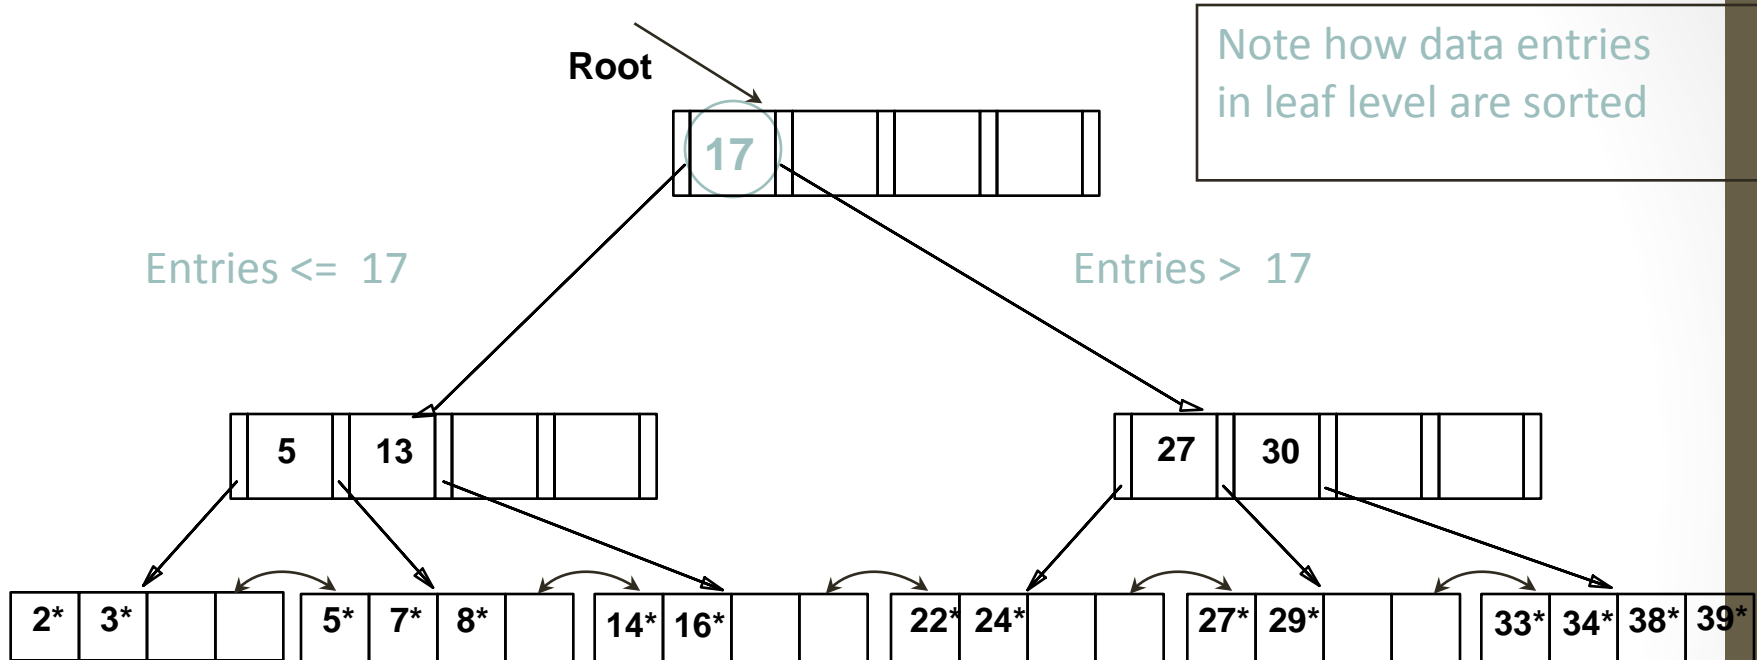 Root
Note how data entries
in leaf level are sorted
17
Entries <= 17
Entries > 17
5 13
27 30
2* 3*
5* 7* 8*
14* 16*
22* 24*
27* 29*
33* 34* 38* 39*